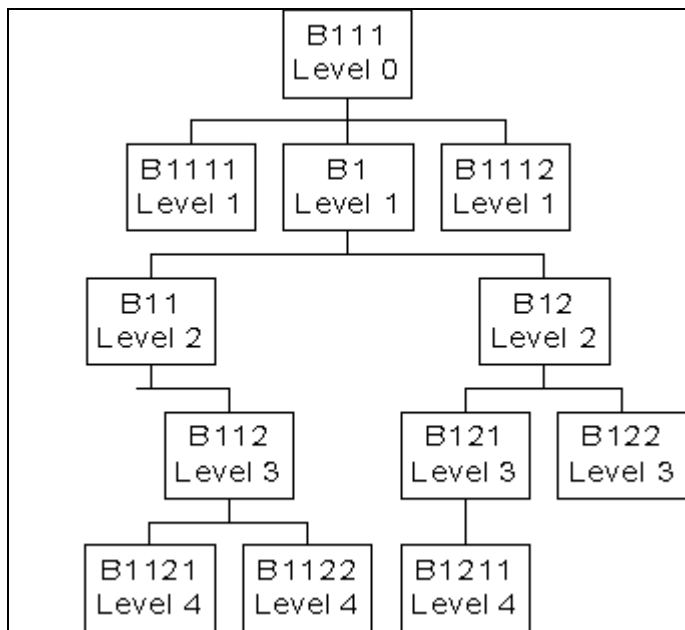 B111
Level 0
B1111
Level 1
B1
Level 1
B1112
Level 1
B11
Level 2
B12
Level 2
B112
Level 3
B121
Level 3
B122
Level 3
B1121
Level 4
B1122
Level 4
B1211
Level 4